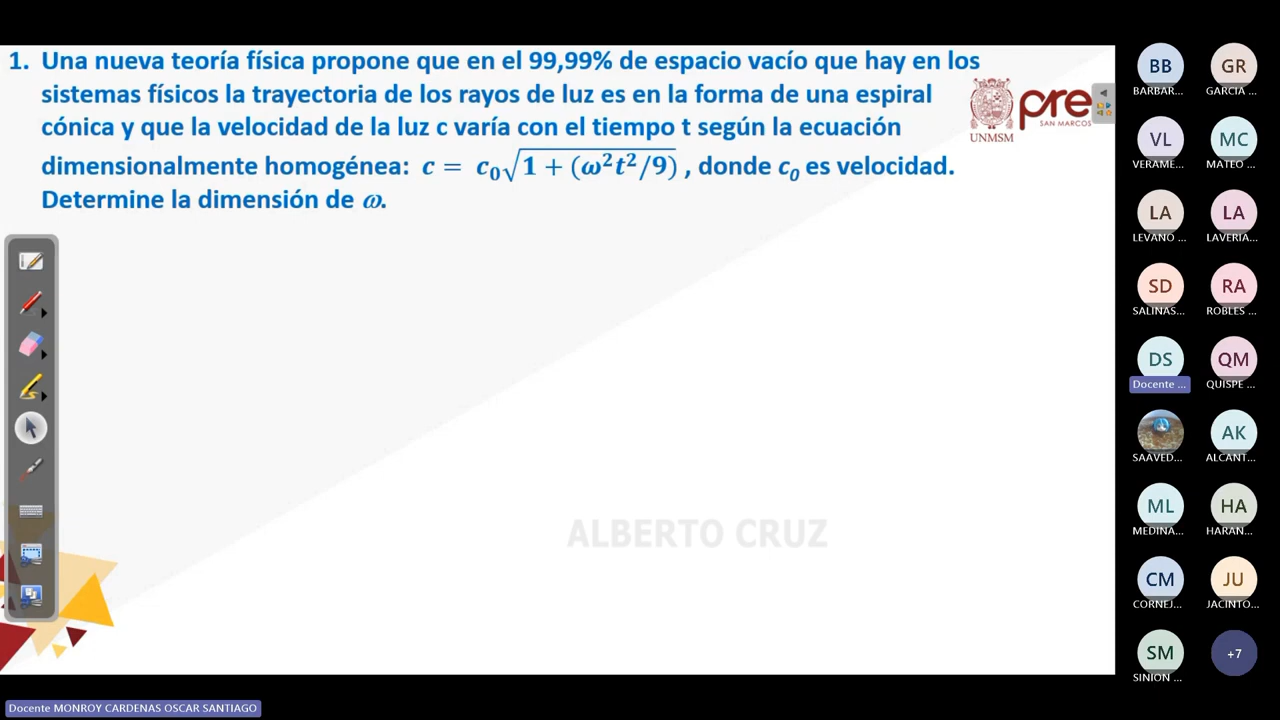 1. Una nueva teoría física propone que en el 99,99% de espacio vacío que hay en los
sistemas físicos la trayectoria de los rayos de luz es en la forma de una espiral
cónica y que la velocidad de la luz c varía con el tiempo t según la ecuación
dimensionalmente homogénea: c = c₀√(1 + (ω²t²/9)) , donde c₀ es velocidad.
Determine la dimensión de ω.
UNMSM
pre
SAN MARCOS
ALBERTO CRUZ
BB GR
BARBAR... GARCIA ...
VL MC
VERAME... MATEO ...
LA LA
LEVANO ... LAVERIA...
SD RA
SALINAS... ROBLES ...
DS QM
Docente ... QUISPE ...
AK
SAAVED... ALCANT...
ML HA
MEDINA... HARAN...
CM JU
CORNEJ... JACINTO...
SM +7
SINION ...
Docente MONROY CARDENAS OSCAR SANTIAGO